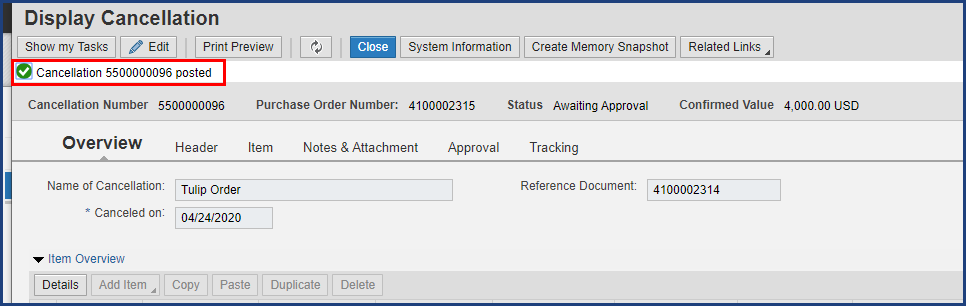 Display Cancellation
Show my Tasks Edit Print Preview Close System Information Create Memory Snapshot Related Links
Cancellation 5500000096 posted
Cancellation Number 5500000096 Purchase Order Number: 4100002315 Status Awaiting Approval Confirmed Value 4,000.00 USD
Overview Header Item Notes & Attachment Approval Tracking
Name of Cancellation: Tulip Order Reference Document: 4100002314
* Canceled on: 04/24/2020
Item Overview
Details Add Item Copy Paste Duplicate Delete